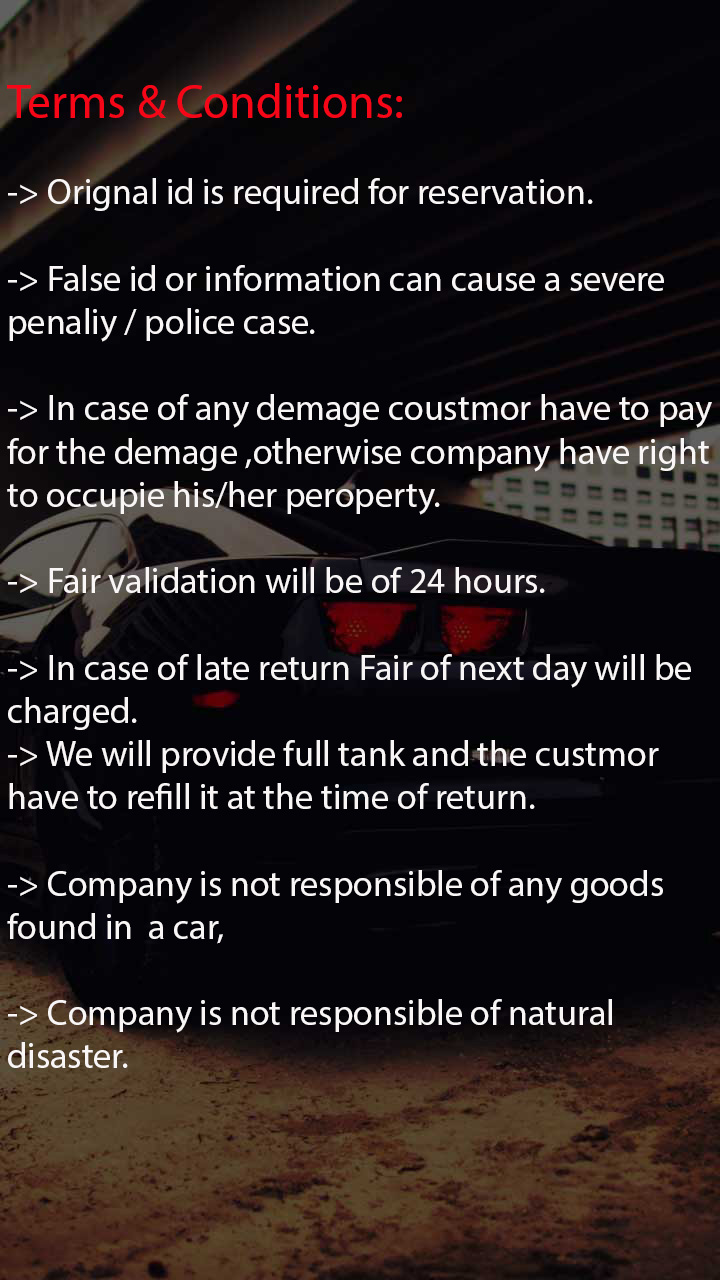 Terms & Conditions:
-> Orignal id is required for reservation.
-> False id or information can cause a severe
penaliy / police case.
-> In case of any demage coustmor have to pay
for the demage ,otherwise company have right
to occupie his/her peroperty.
-> Fair validation will be of 24 hours.
-> In case of late return Fair of next day will be
charged.
-> We will provide full tank and the custmor
have to refill it at the time of return.
-> Company is not responsible of any goods
found in  a car,
-> Company is not responsible of natural
disaster.